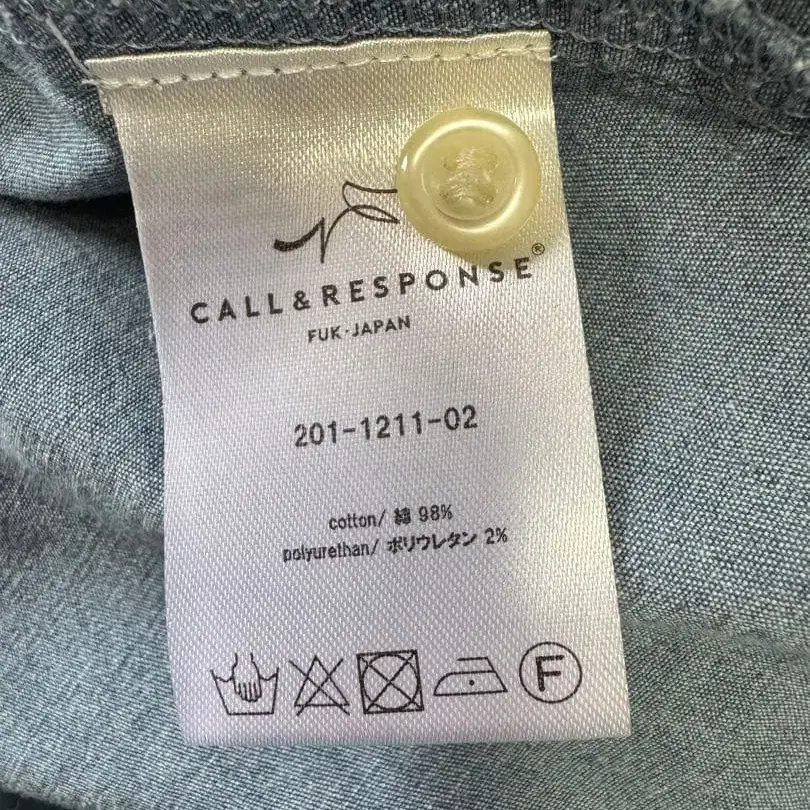 CALL & RESPONSE®
FUK·JAPAN
201-1211-02
cotton/ 綿 98%
polyurethan/ ポリウレタン 2%
F